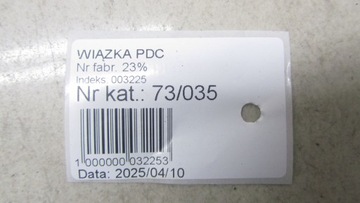 WIĄZKA PDC
Nr fabr. 23%
Indeks. 003225
Nr kat.: 73/035
1 000000 032253
Data: 2025/04/10